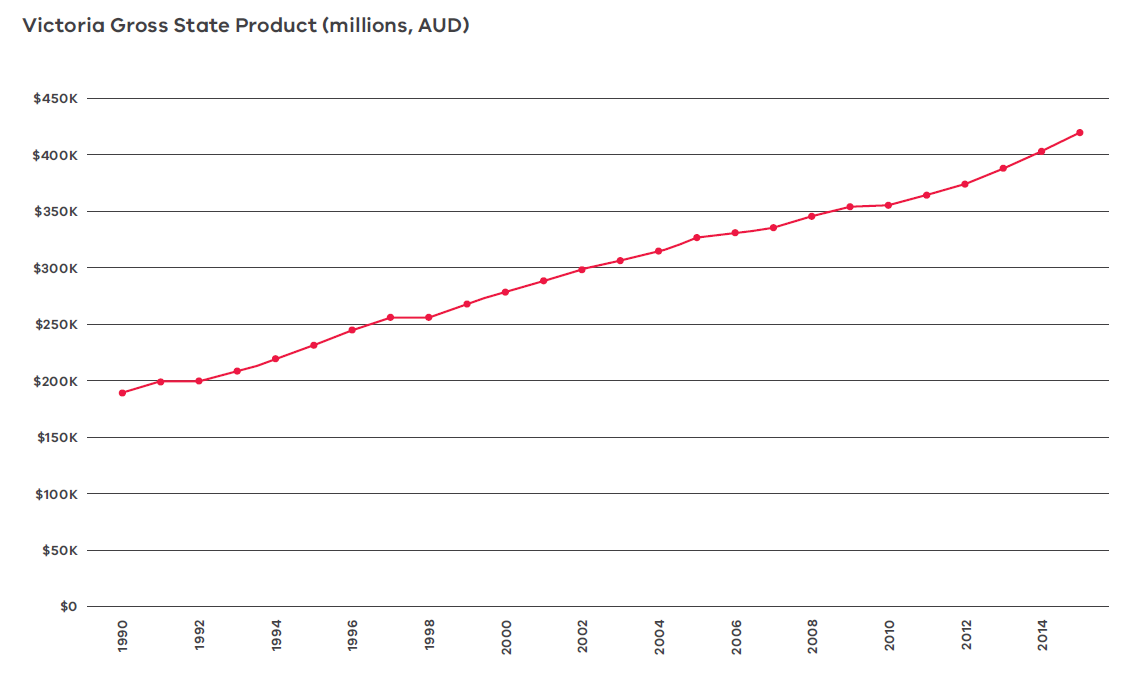 Victoria Gross State Product (millions, AUD)
$450K
$400K
$350K
$300K
$250K
$200K
$150K
$100K
$50K
$0
1990
1992
1994
1996
1998
2000
2002
2004
2006
2008
2010
2012
2014